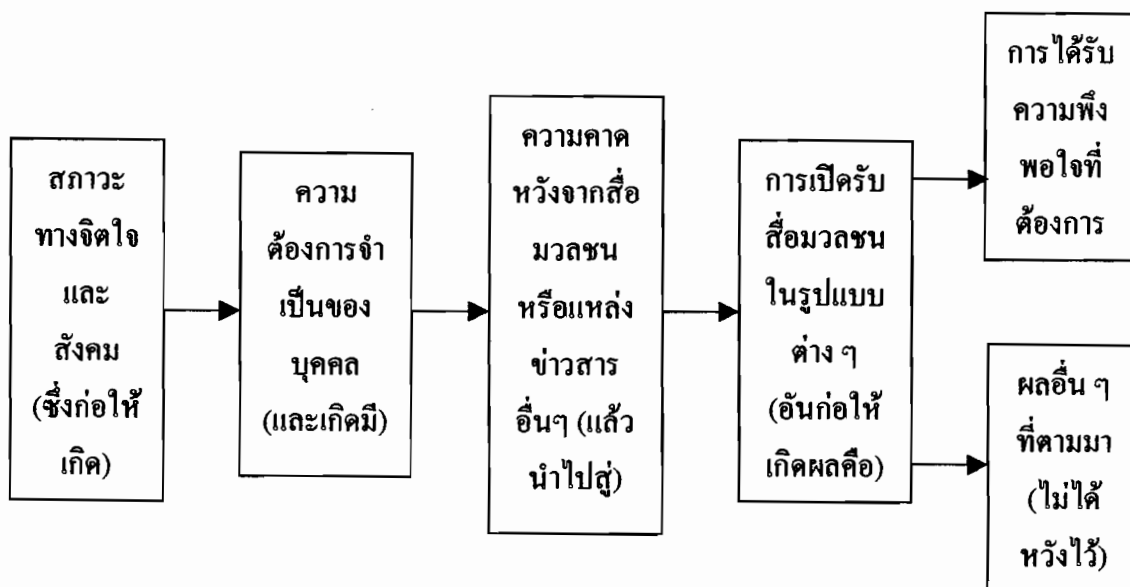 สภาวะ
ทางจิตใจ
และ
สังคม
(ซึ่งก่อให้
เกิด)
ความ
ต้องการจำ
เป็นของ
บุคคล
(และเกิดมี)
ความคาด
หวังจากสื่อ
มวลชน
หรือแหล่ง
ข่าวสาร
อื่นๆ (แล้ว
นำไปสู่)
การเปิดรับ
สื่อมวลชน
ในรูปแบบ
ต่าง ๆ
(อันก่อให้
เกิดผลคือ)
การได้รับ
ความพึง
พอใจที่
ต้องการ
ผลอื่น ๆ
ที่ตามมา
(ไม่ได้
หวังไว้)